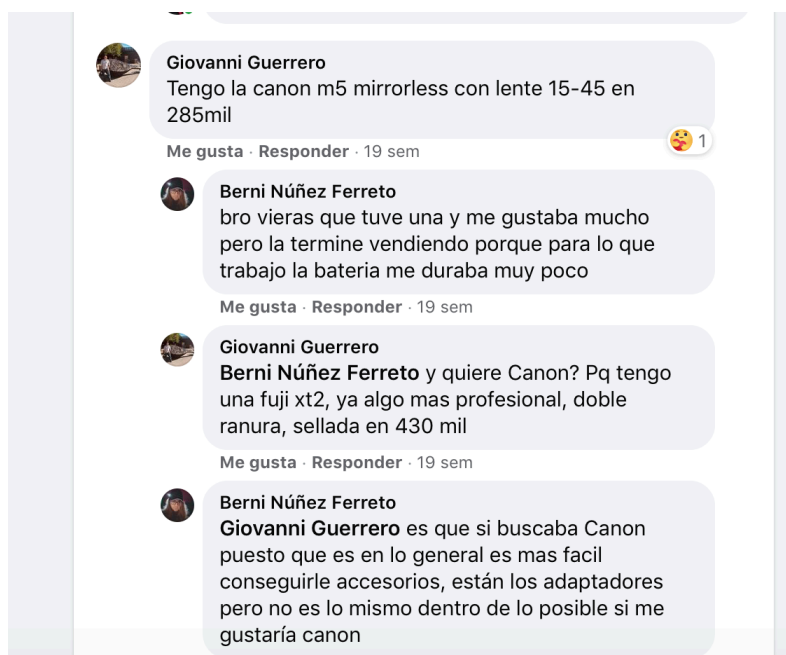 Giovanni Guerrero
Tengo la canon m5 mirrorless con lente 15-45 en
285mil
1
Me gusta · Responder · 19 sem
Berni Núñez Ferreto
bro vieras que tuve una y me gustaba mucho
pero la termine vendiendo porque para lo que
trabajo la bateria me duraba muy poco
Me gusta · Responder · 19 sem
Giovanni Guerrero
Berni Núñez Ferreto y quiere Canon? Pq tengo
una fuji xt2, ya algo mas profesional, doble
ranura, sellada en 430 mil
Me gusta · Responder · 19 sem
Berni Núñez Ferreto
Giovanni Guerrero es que si buscaba Canon
puesto que es en lo general es mas facil
conseguirle accesorios, están los adaptadores
pero no es lo mismo dentro de lo posible si me
gustaría canon